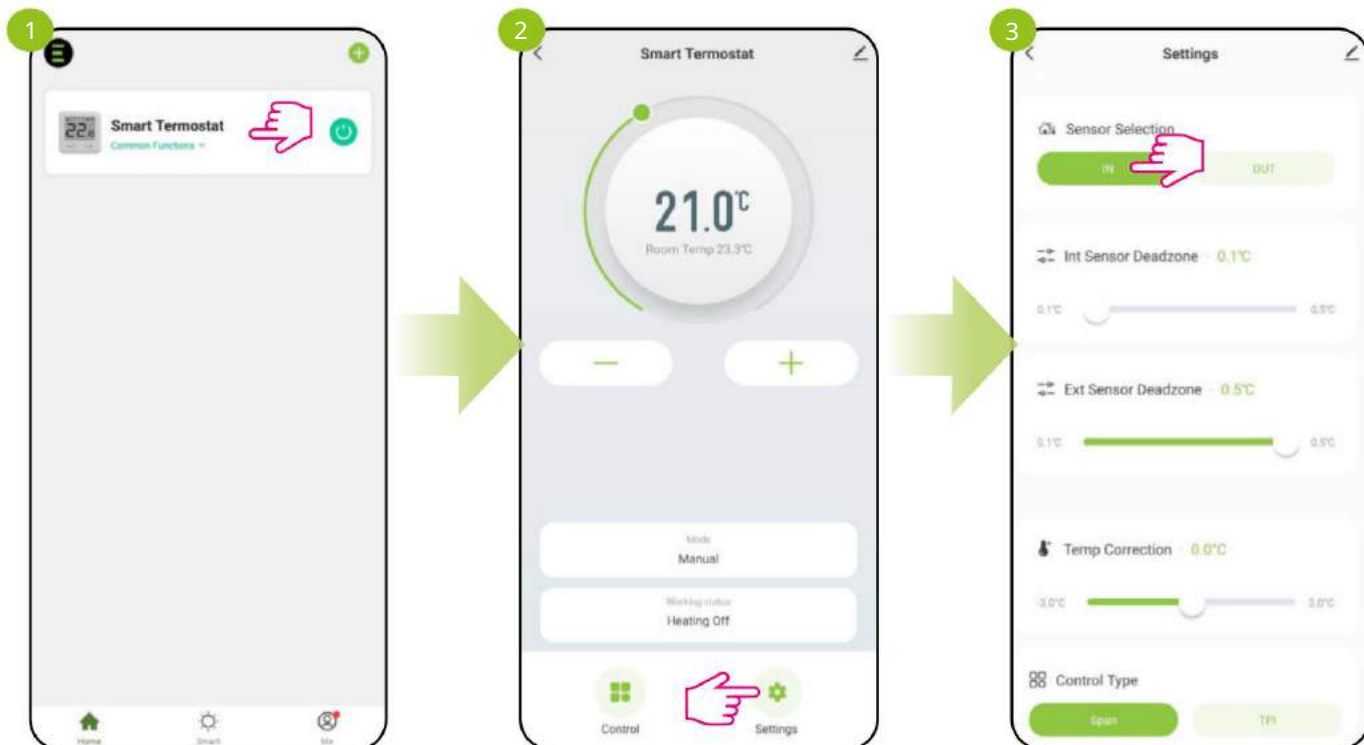 1
Smart Termostat
Common Functions
22
Home
Smart
Me
2
Smart Termostat
21.0°C
Room Temp 23.3°C
Mode
Manual
Working status
Heating Off
Control
Settings
3
Settings
Sensor Selection
IN
OUT
Int Sensor Deadzone · 0.1°C
0.1°C
0.5°C
Ext Sensor Deadzone · 0.5°C
0.1°C
0.5°C
Temp Correction · 0.0°C
-3.0°C
3.0°C
Control Type
Span
TPI